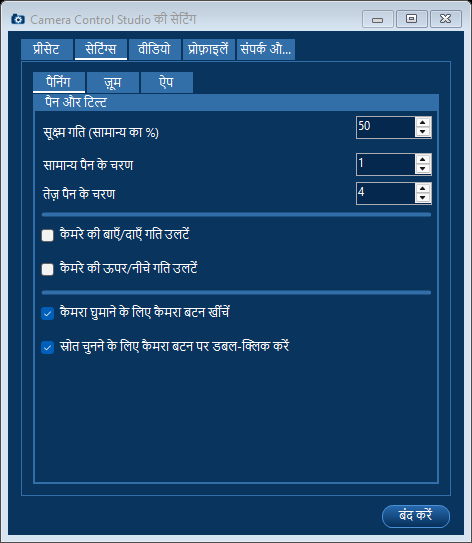 Camera Control Studio की सेटिंग
प्रीसेट सेटिंग्स वीडियो प्रोफ़ाइलें संपर्क औ...
पैनिंग ज़ूम ऐप
पैन और टिल्ट
सूक्ष्म गति (सामान्य का %) 50
सामान्य पैन के चरण 1
तेज़ पैन के चरण 4
कैमरे की बाएँ/दाएँ गति उलटें
कैमरे की ऊपर/नीचे गति उलटें
कैमरा घुमाने के लिए कैमरा बटन खींचें
स्रोत चुनने के लिए कैमरा बटन पर डबल-क्लिक करें
बंद करें